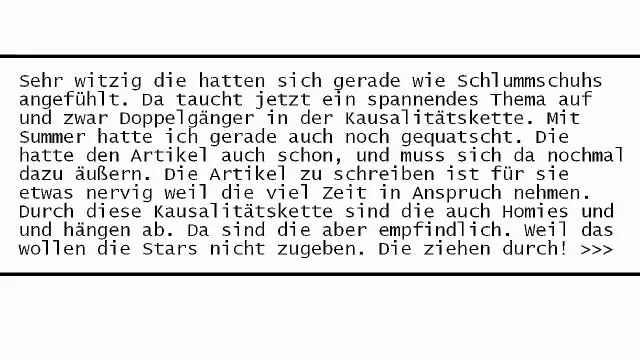 Sehr witzig die hatten sich gerade wie Schlummschuhs
angefühlt. Da taucht jetzt ein spannendes Thema auf
und zwar Doppelgänger in der Kausalitätskette. Mit
Summer hatte ich gerade auch noch gequatscht. Die
hatte den Artikel auch schon, und muss sich da nochmal
dazu äußern. Die Artikel zu schreiben ist für sie
etwas nervig weil die viel Zeit in Anspruch nehmen.
Durch diese Kausalitätskette sind die auch Homies und
und hängen ab. Da sind die aber empfindlich. Weil das
wollen die Stars nicht zugeben. Die ziehen durch! >>>